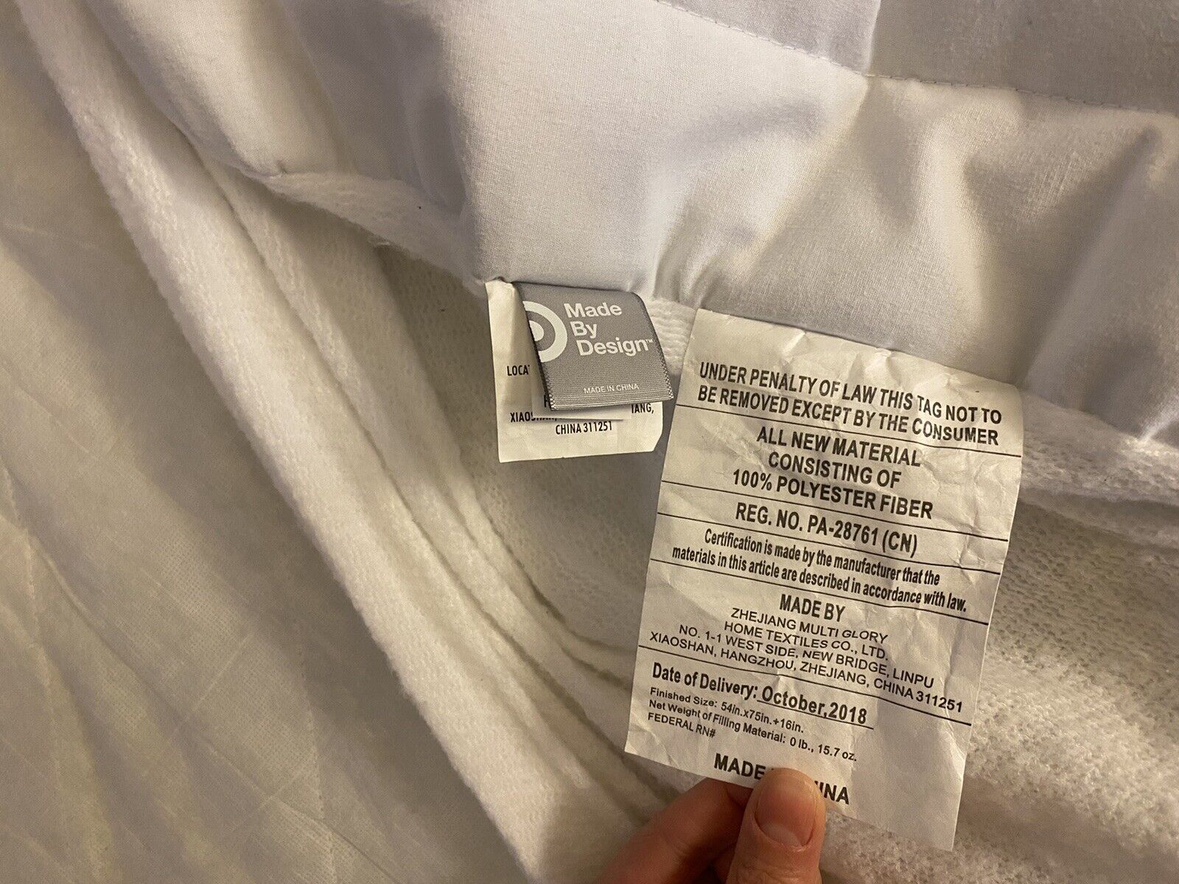 Made
By
Design™
MADE IN CHINA
CHINA 311251
UNDER PENALTY OF LAW THIS TAG NOT TO
BE REMOVED EXCEPT BY THE CONSUMER
ALL NEW MATERIAL
CONSISTING OF
100% POLYESTER FIBER
REG. NO. PA-28761 (CN)
Certification is made by the manufacturer that the
materials in this article are described in accordance with law.
MADE BY
ZHEJIANG MULTI GLORY
HOME TEXTILES CO., LTD.
NO. 1-1 WEST SIDE, NEW BRIDGE, LINPU
XIAOSHAN, HANGZHOU, ZHEJIANG, CHINA 311251
Date of Delivery: October,2018
Finished Size: 54in.x75in.+16in.
Net Weight of Filling Material: 0 lb., 15.7 oz.
FEDERAL RN#
MADE